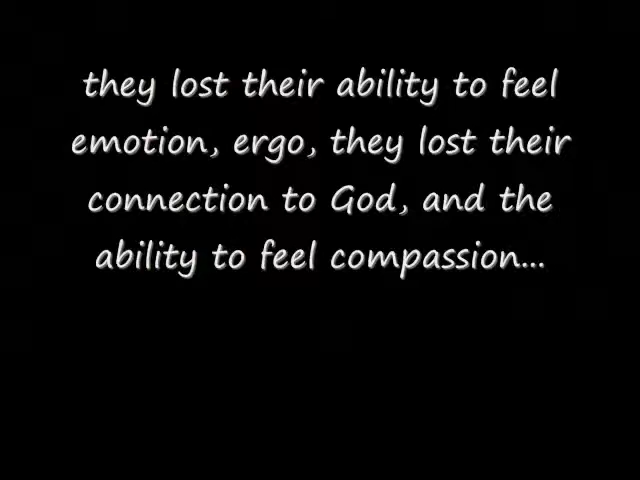 they lost their ability to feel
emotion, ergo, they lost their
connection to God, and the
ability to feel compassion...